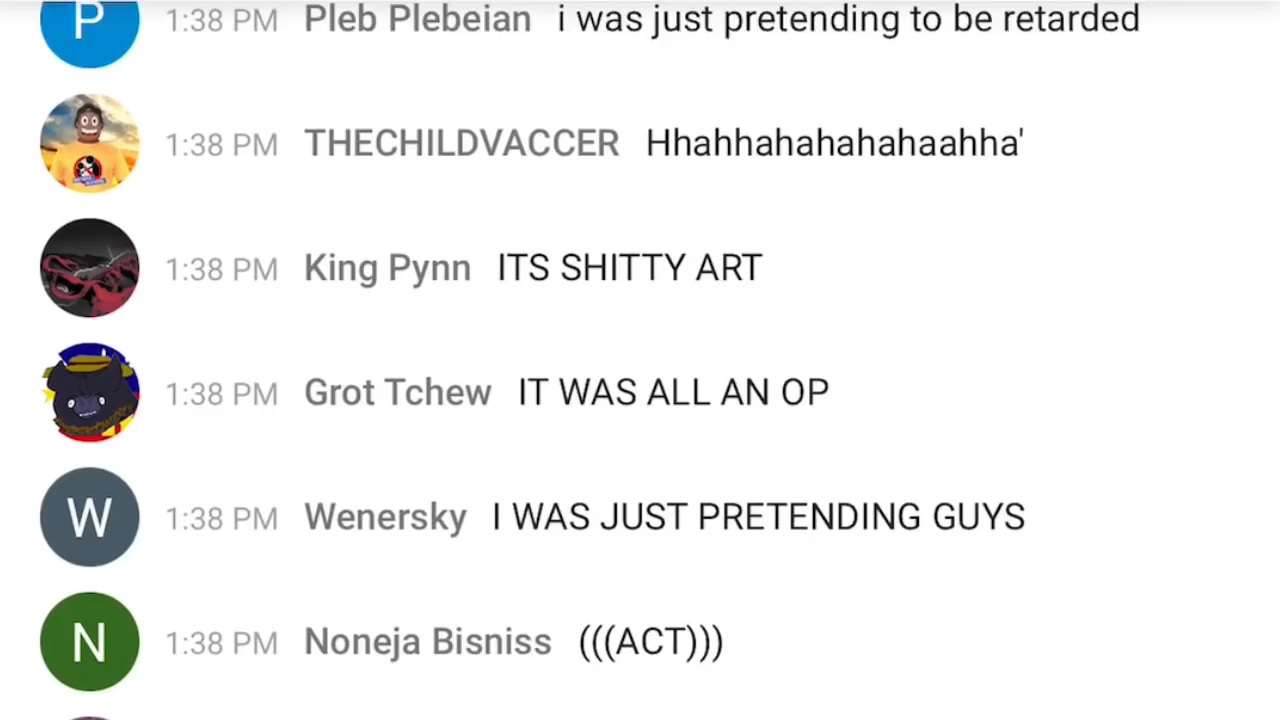 P 1:38 PM Pleb Plebeian i was just pretending to be retarded
1:38 PM THECHILDVACCER Hhahhahahahahaahha'
1:38 PM King Pynn ITS SHITTY ART
1:38 PM Grot Tchew IT WAS ALL AN OP
W 1:38 PM Wenersky I WAS JUST PRETENDING GUYS
N 1:38 PM Noneja Bisniss (((ACT)))